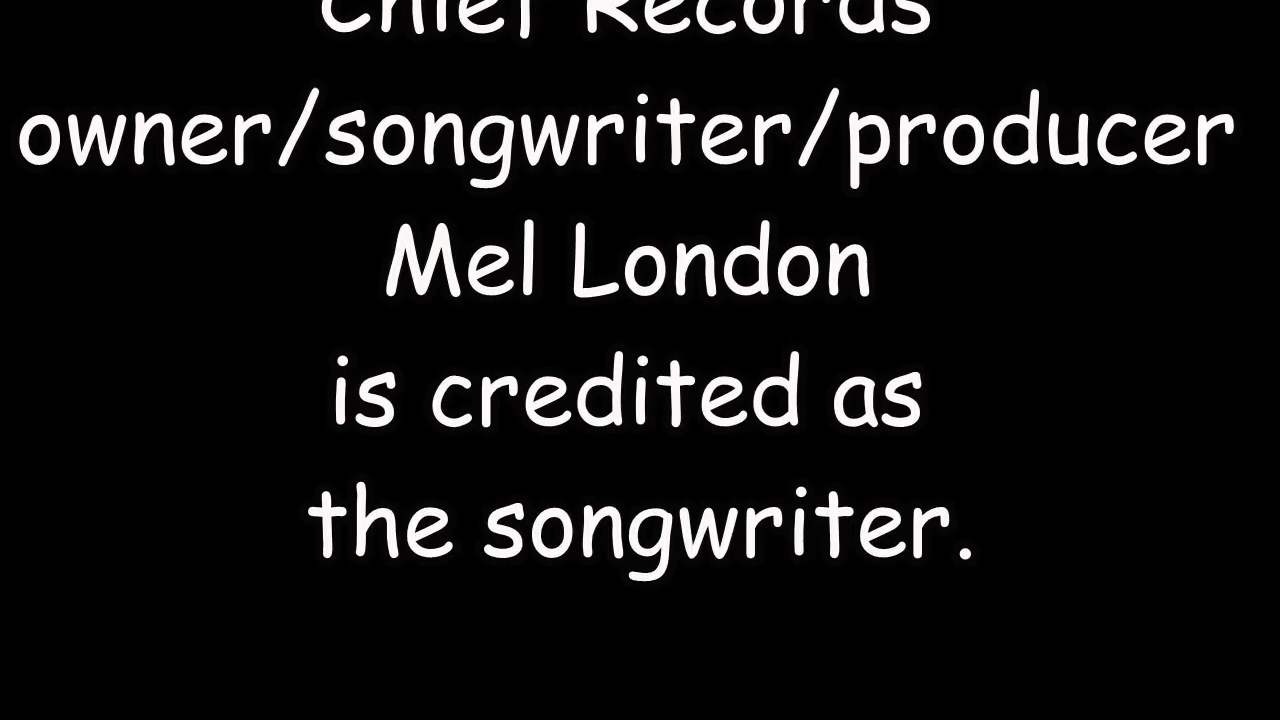 Chief Records
owner/songwriter/producer
Mel London
is credited as
the songwriter.